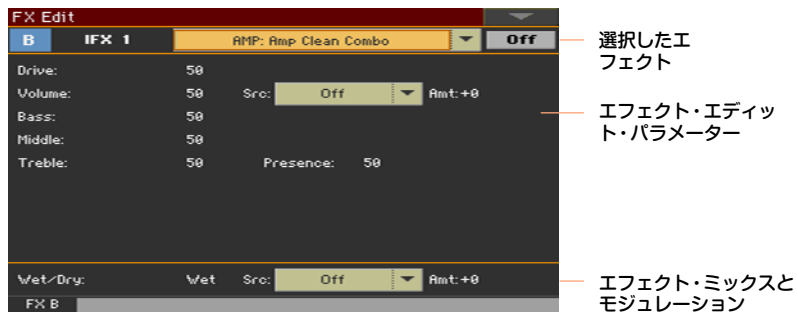 FX Edit
B IFX 1 AMP: Amp Clean Combo Off
選択したエ
フェクト
Drive: 50
Volume: 50 Src: Off Amt:+0
Bass: 50
エフェクト・エディッ
ト・パラメーター
Middle: 50
Treble: 50 Presence: 50
Wet/Dry: Wet Src: Off Amt:+0
エフェクト・ミックスと
モジュレーション
FX B